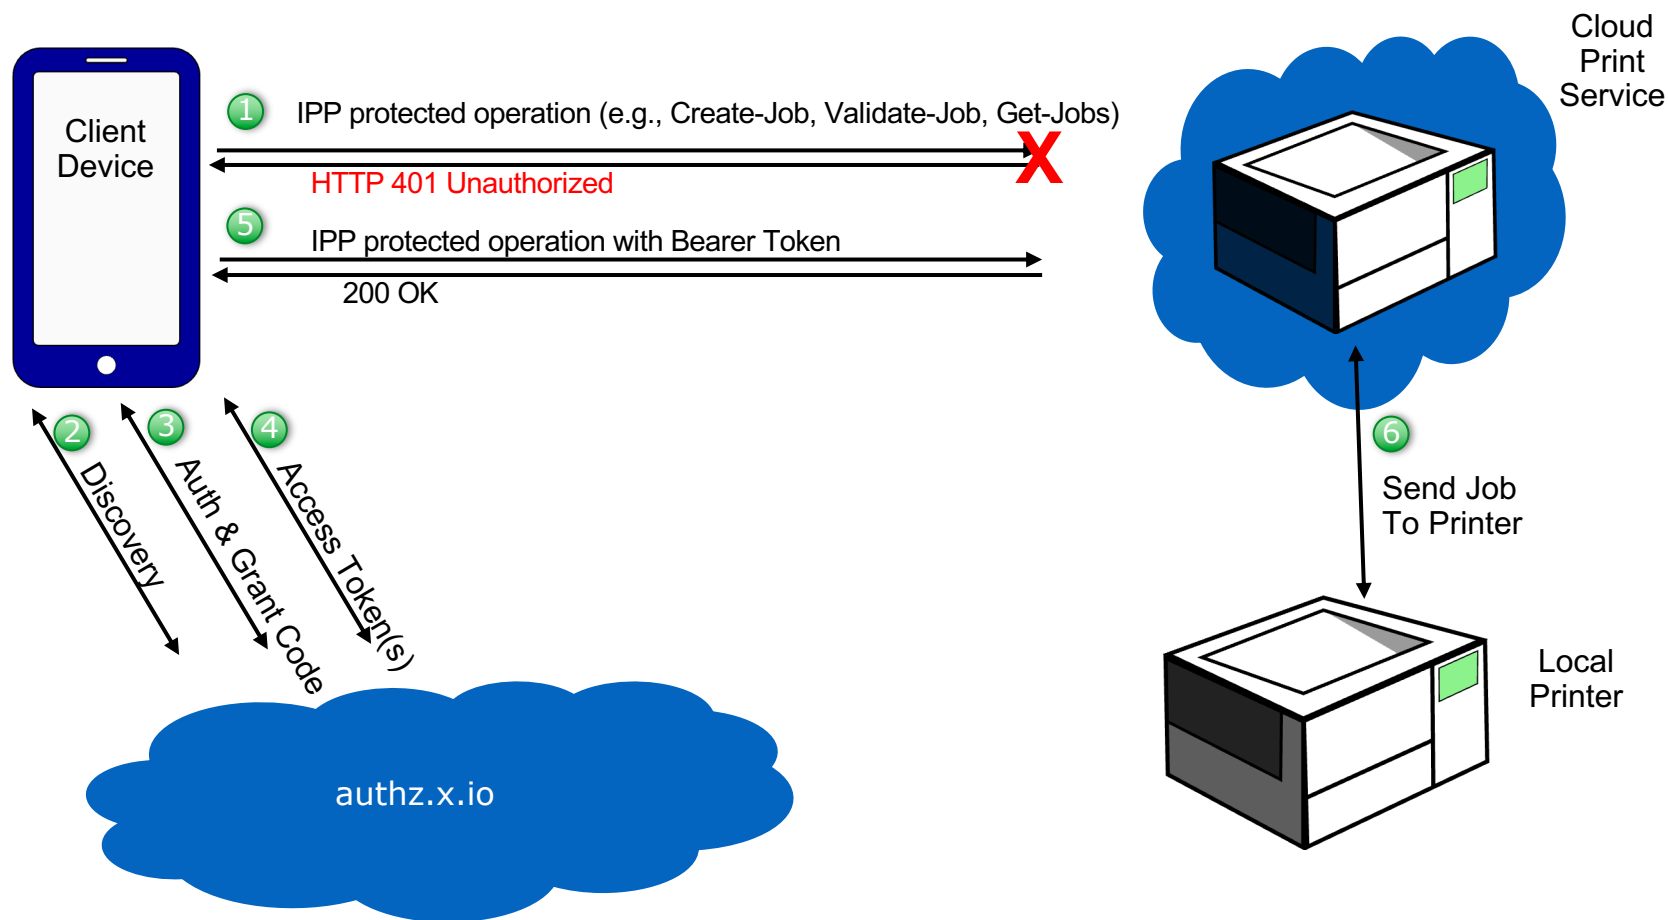 Cloud
Print
Service
Client
Device
1
IPP protected operation (e.g., Create-Job, Validate-Job, Get-Jobs)
X
HTTP 401 Unauthorized
5
IPP protected operation with Bearer Token
200 OK
2
Discovery
3
Auth & Grant Code
4
Access Token(s)
6
Send Job
To Printer
Local
Printer
authz.x.io